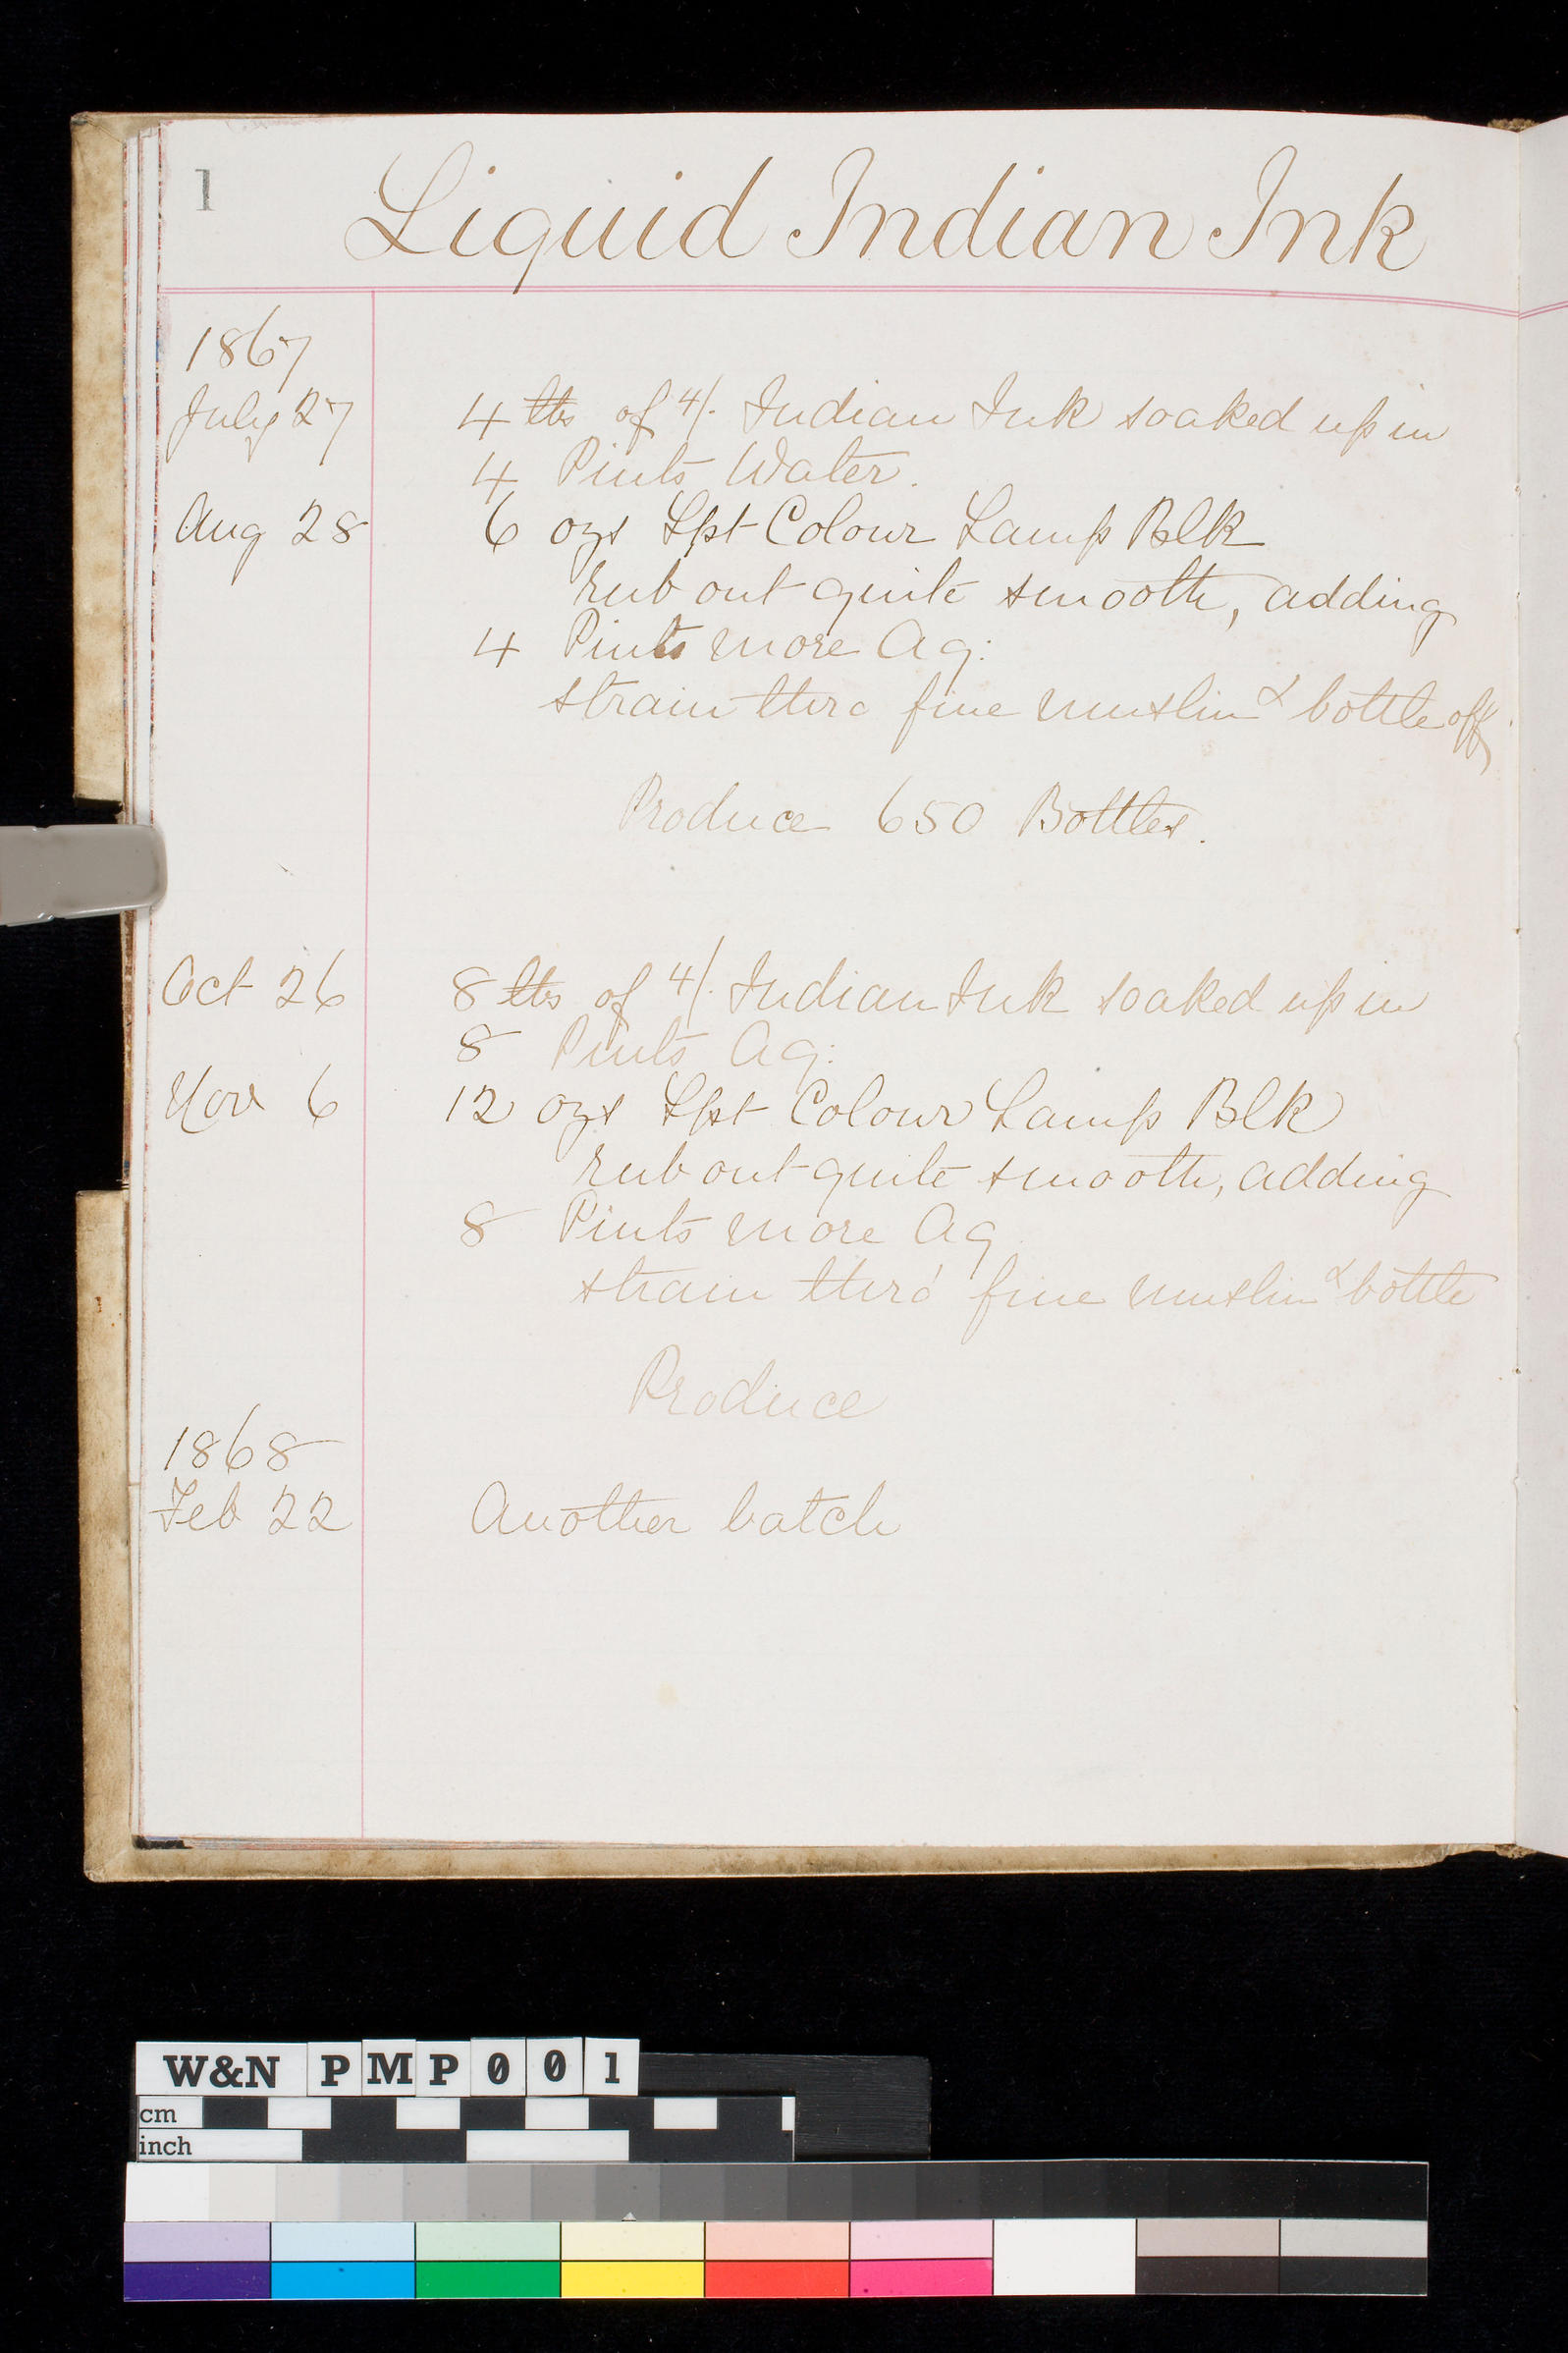 1
Liquid Indian Ink
1867
July 27 4 lbs of 4/. Indian Ink soaked up in
4 Pints Water.
Aug 28 6 ozs Lpt Colour Lamp Blk
rub out quite smooth, adding
4 Pints more Aq:
strain thro fine muslin & bottle off
Produce 650 Bottles.
Oct 26 8 lbs of 4/. Indian Ink soaked up in
8 Pints Aq:
Nov 6 12 ozs Lpt Colour Lamp Blk
rub out quite smooth, adding
8 Pints more Aq
strain thro' fine muslin & bottle
Produce
1868
Feb 22 Another batch
W&N PMP001
cm
inch